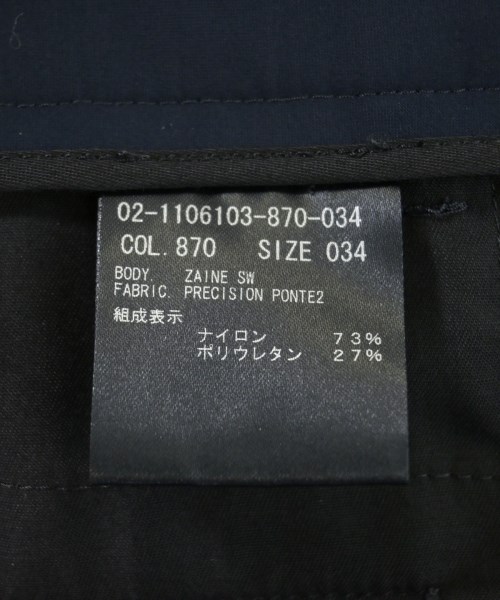 02-1106103-870-034
COL. 870 SIZE 034
BODY. ZAINE SW
FABRIC. PRECISION PONTE2
組成表示
ナイロン 73%
ポリウレタン 27%